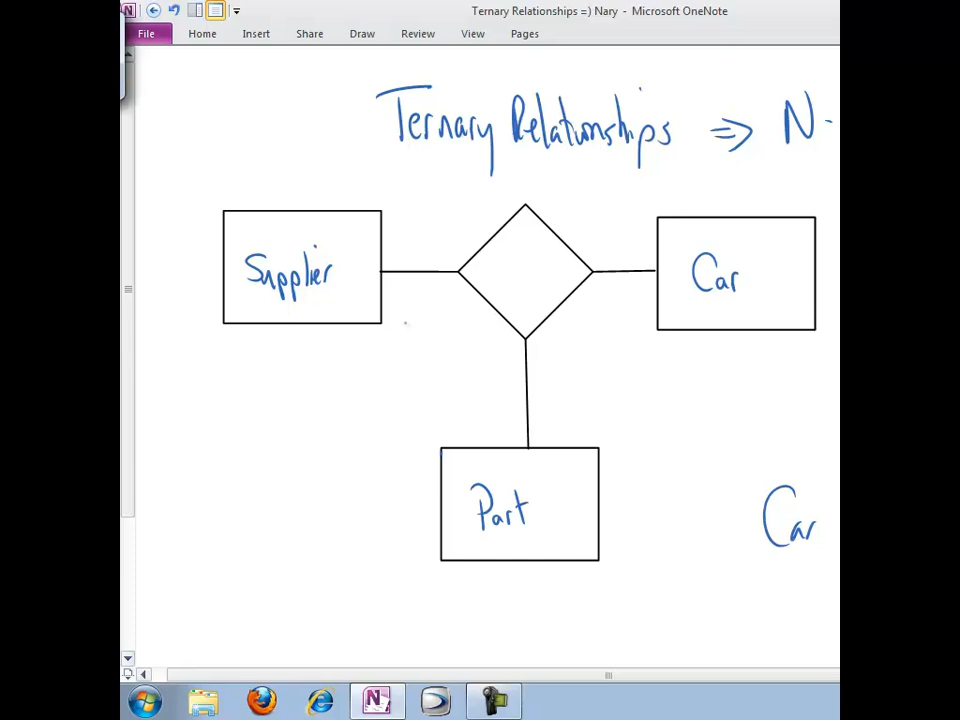 Ternary Relationships =) Nary - Microsoft OneNote
File Home Insert Share Draw Review View Pages
Ternary Relationships => N-
Supplier
Car
Part
Car